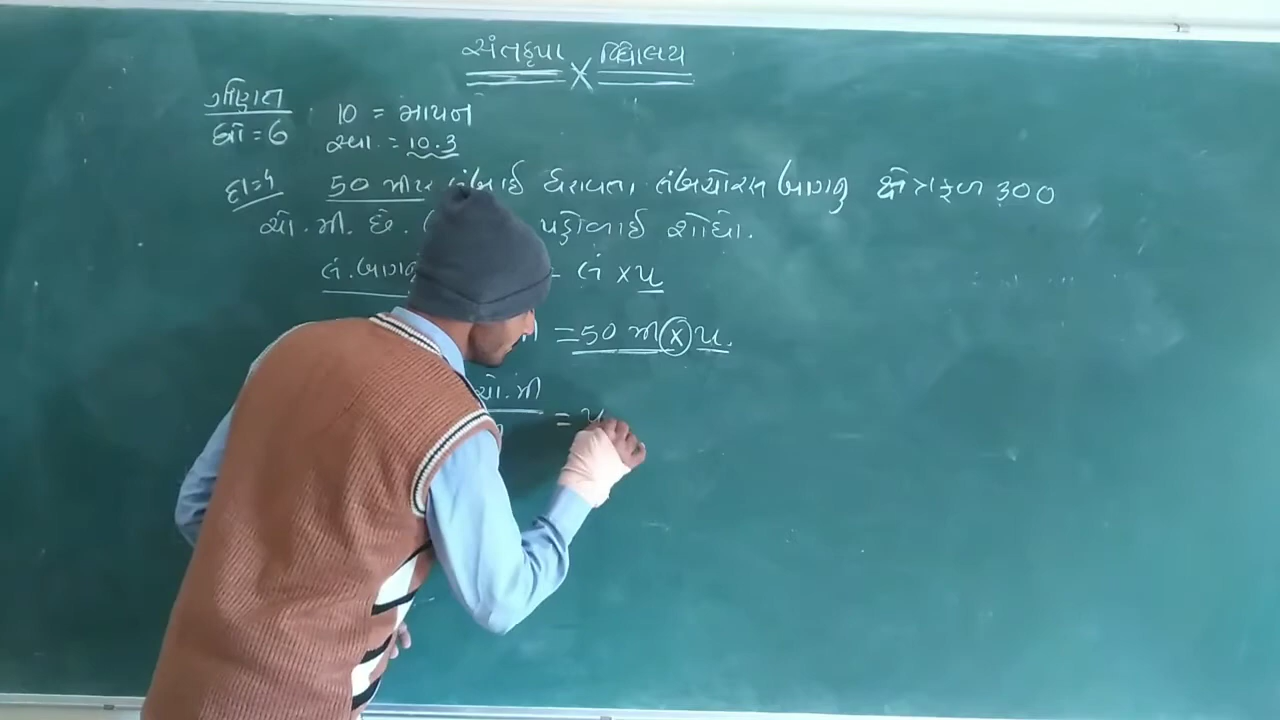 સંતકૃપા X વિદ્યાલય
ગણિત
ધો = 6
10 = માપન
સ્વા. = 10.3
દા = 5 50 મીટર લંબાઈ ધરાવતા લંબચોરસ બાગનું ક્ષેત્રફળ 300
ચો.મી. છે. પહોળાઈ શોધો.
લં.બાગનું = લં × પ
= 50 મી × પ.
ચો.મી
= પ